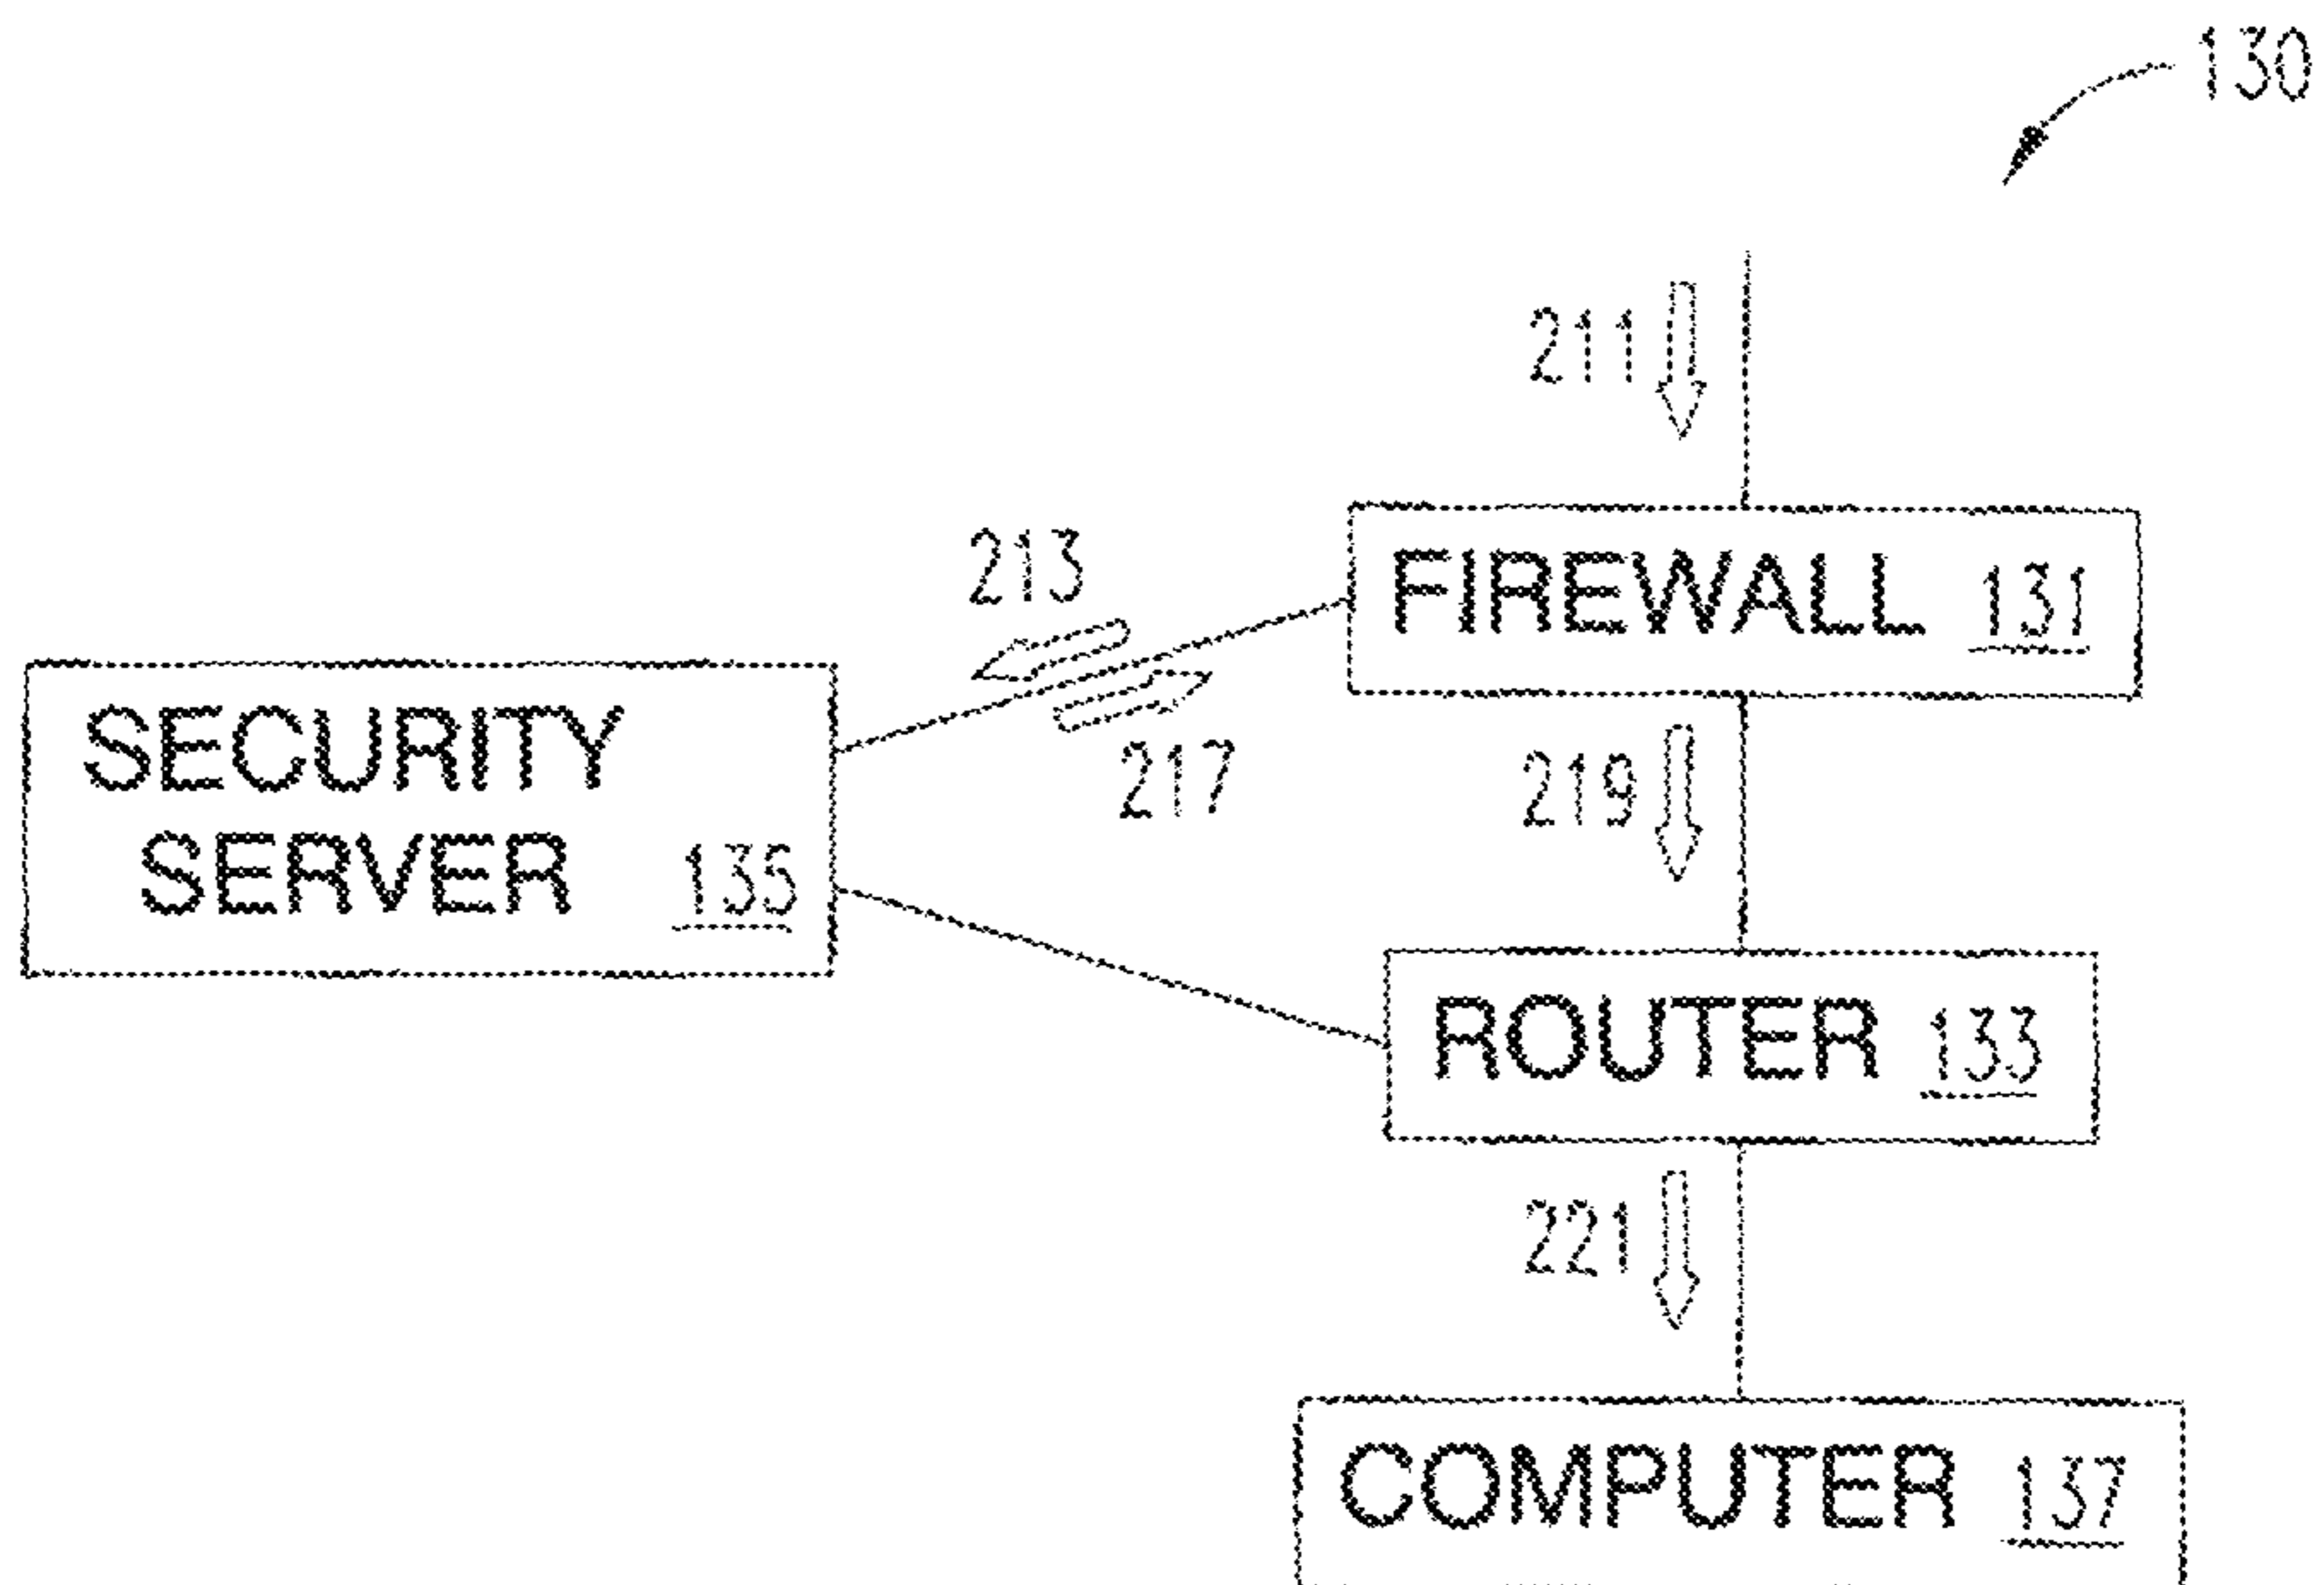 130
211
FIREWALL 131
213
217
SECURITY
SERVER 135
219
ROUTER 133
221
COMPUTER 137